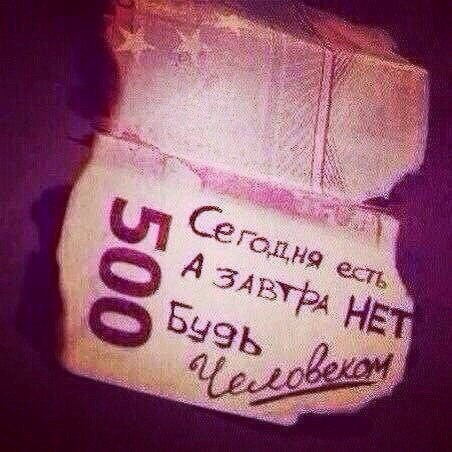 500
Сегодня есть
А завтра НЕТ
Будь
Человеком